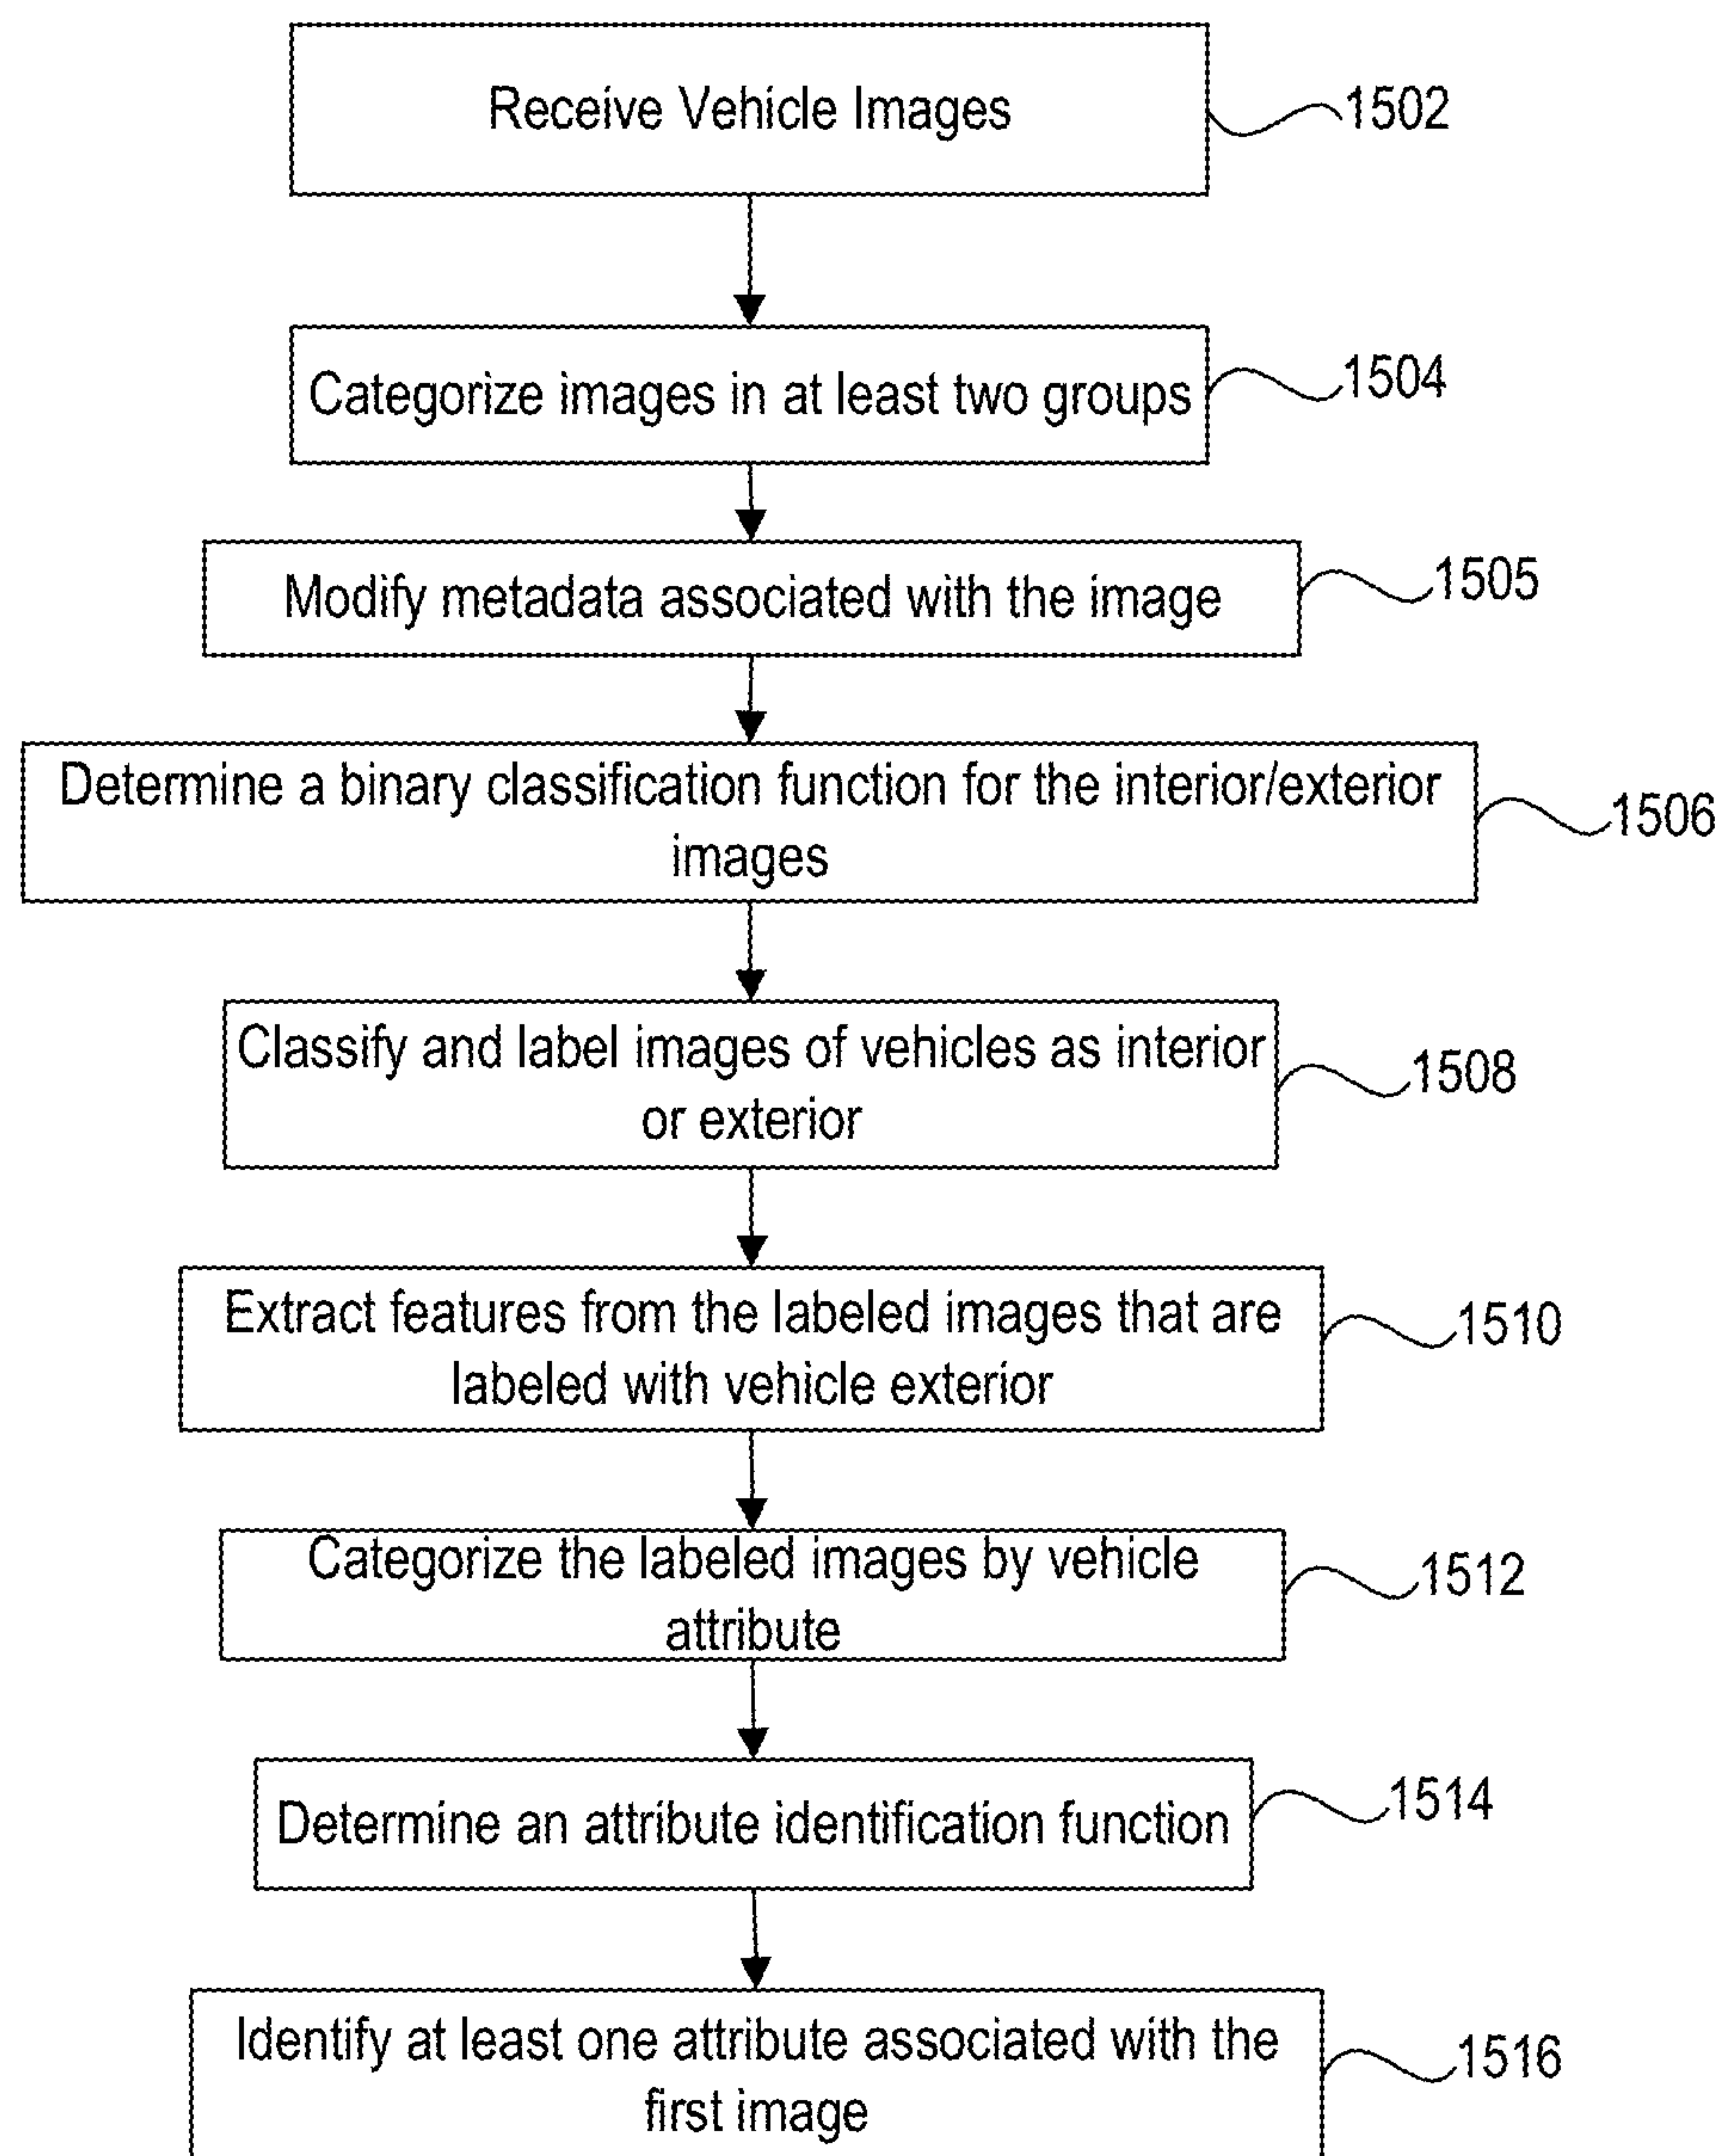 Receive Vehicle Images
1502
Categorize images in at least two groups
1504
Modify metadata associated with the image
1505
Determine a binary classification function for the interior/exterior
images
1506
Classify and label images of vehicles as interior
or exterior
1508
Extract features from the labeled images that are
labeled with vehicle exterior
1510
Categorize the labeled images by vehicle
attribute
1512
Determine an attribute identification function
1514
Identify at least one attribute associated with the
first image
1516